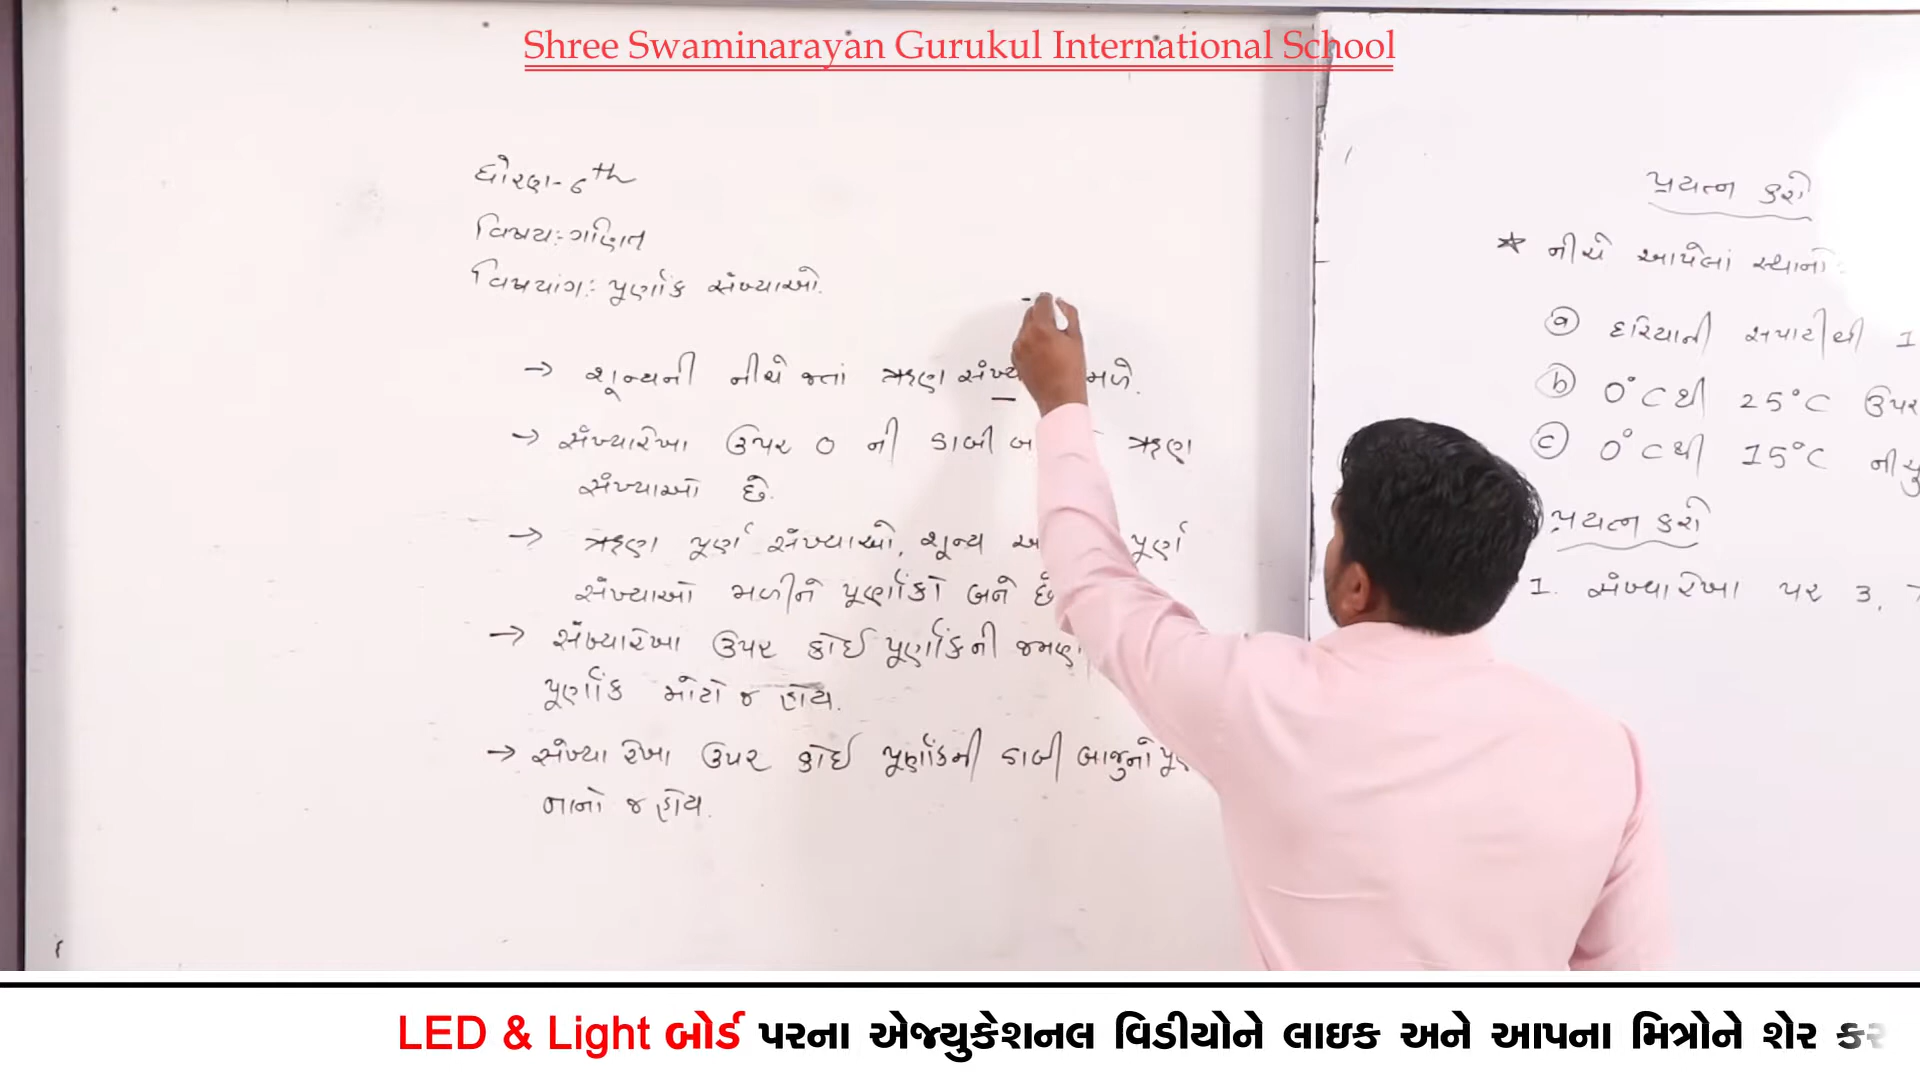 Shree Swaminarayan Gurukul International School
ધોરણ-6th
વિષય:-ગણિત
વિષયાંગ:- પૂર્ણાંક સંખ્યાઓ.
→ શૂન્યની નીચે જતાં ઋણ મળે.
→ સંખ્યારેખા ઉપર 0 ની ડાબી ઋણ
સંખ્યાઓ છે.
→ ઋણ પૂર્ણ સંખ્યાઓ, શૂન્ય પૂર્ણ
સંખ્યાઓ મળીને પૂર્ણાંકો બને છે
→ સંખ્યારેખા ઉપર કોઈ પૂર્ણાંકની
પૂર્ણાંક મોટો જ હોય.
→ સંખ્યા રેખા ઉપર કોઈ પૂર્ણાંકની ડાબી બાજુનો
નાનો જ હોય.
પ્રયત્ન કરો
★ નીચે આપેલાં સ્થાનો
(a) દરિયાની સપાટીથી 1
(b) 0°C થી 25°C ઉપર
(c) 0°C થી 15°C
પ્રયત્ન કરો
1. સંખ્યારેખા પર 3,
LED & Light બોર્ડ પરના એજ્યુકેશનલ વિડીયોને લાઇક અને આપના મિત્રોને શેર